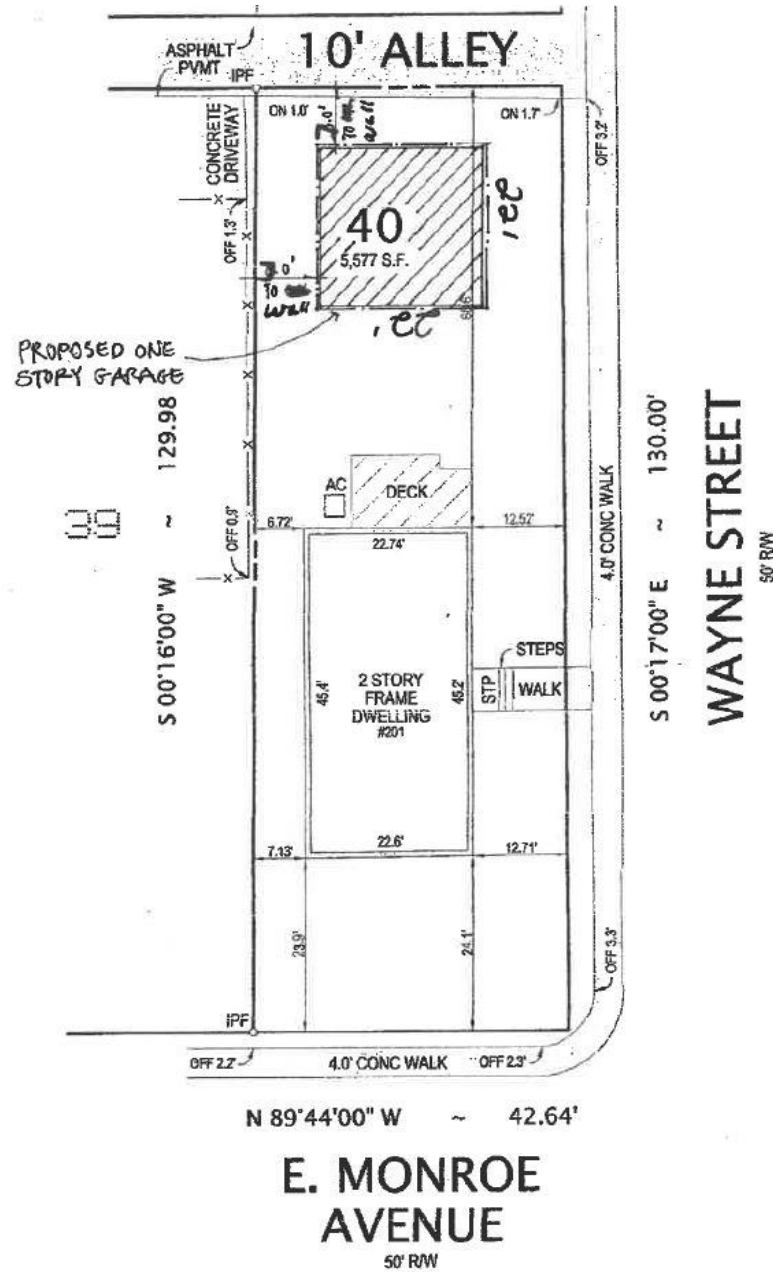 10' ALLEY
ASPHALT
PVMT
IPF
ON 1.0'
ON 1.7'
OFF 3.2'
CONCRETE
DRIVEWAY
OFF 1.3'
.0'
TO
wall
40
5,577 S.F.
22'
.0'
TO
wall
22'
PROPOSED ONE
STORY GARAGE
129.98
~
S 00°16'00" W
39
OFF 0.9'
AC
DECK
6.72'
12.57'
22.74'
130.00'
~
S 00°17'00" E
4.0' CONC WALK
WAYNE STREET
50' R/W
STEPS
STP
WALK
45.4'
2 STORY
FRAME
DWELLING
#201
45.2'
22.6'
7.13'
12.71'
23.9'
24.1'
OFF 3.3'
IPF
OFF 2.2'
4.0' CONC WALK
OFF 2.3'
N 89°44'00" W ~ 42.64'
E. MONROE
AVENUE
50' R/W